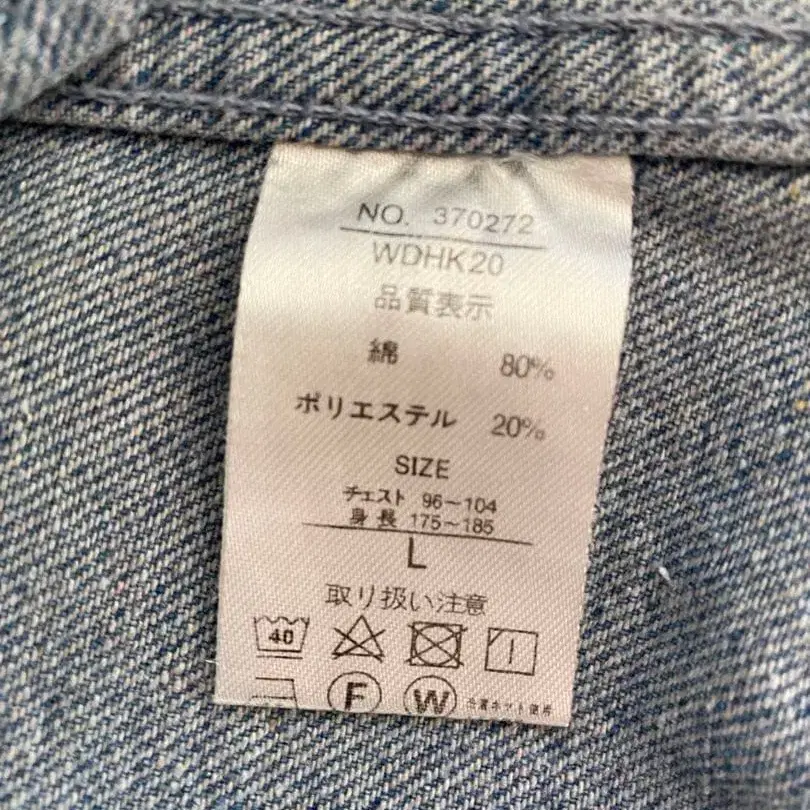 NO. 370272
WDHK20
品質表示
綿 80%
ポリエステル 20%
SIZE
チェスト 96~104
身長 175~185
L
取り扱い注意
40
F W